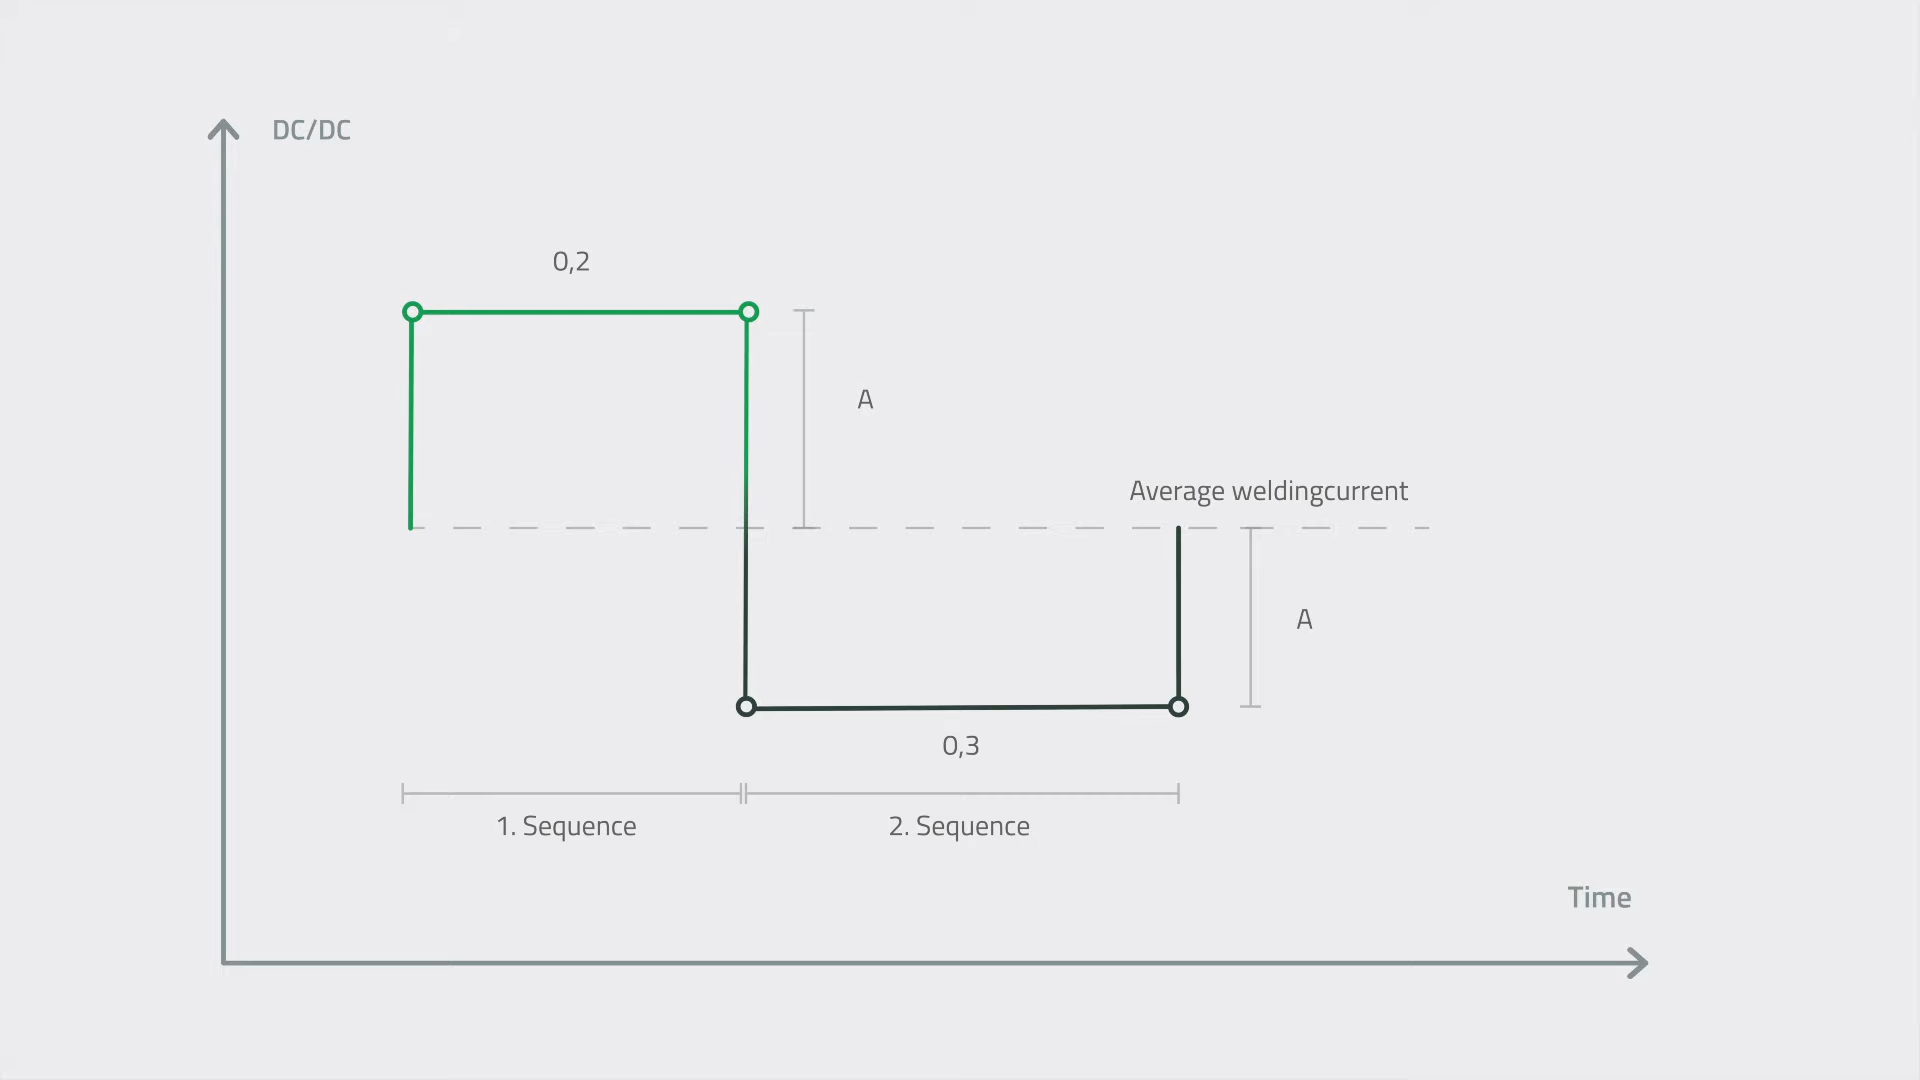 DC/DC
0,2
A
Average weldingcurrent
A
0,3
1. Sequence
2. Sequence
Time